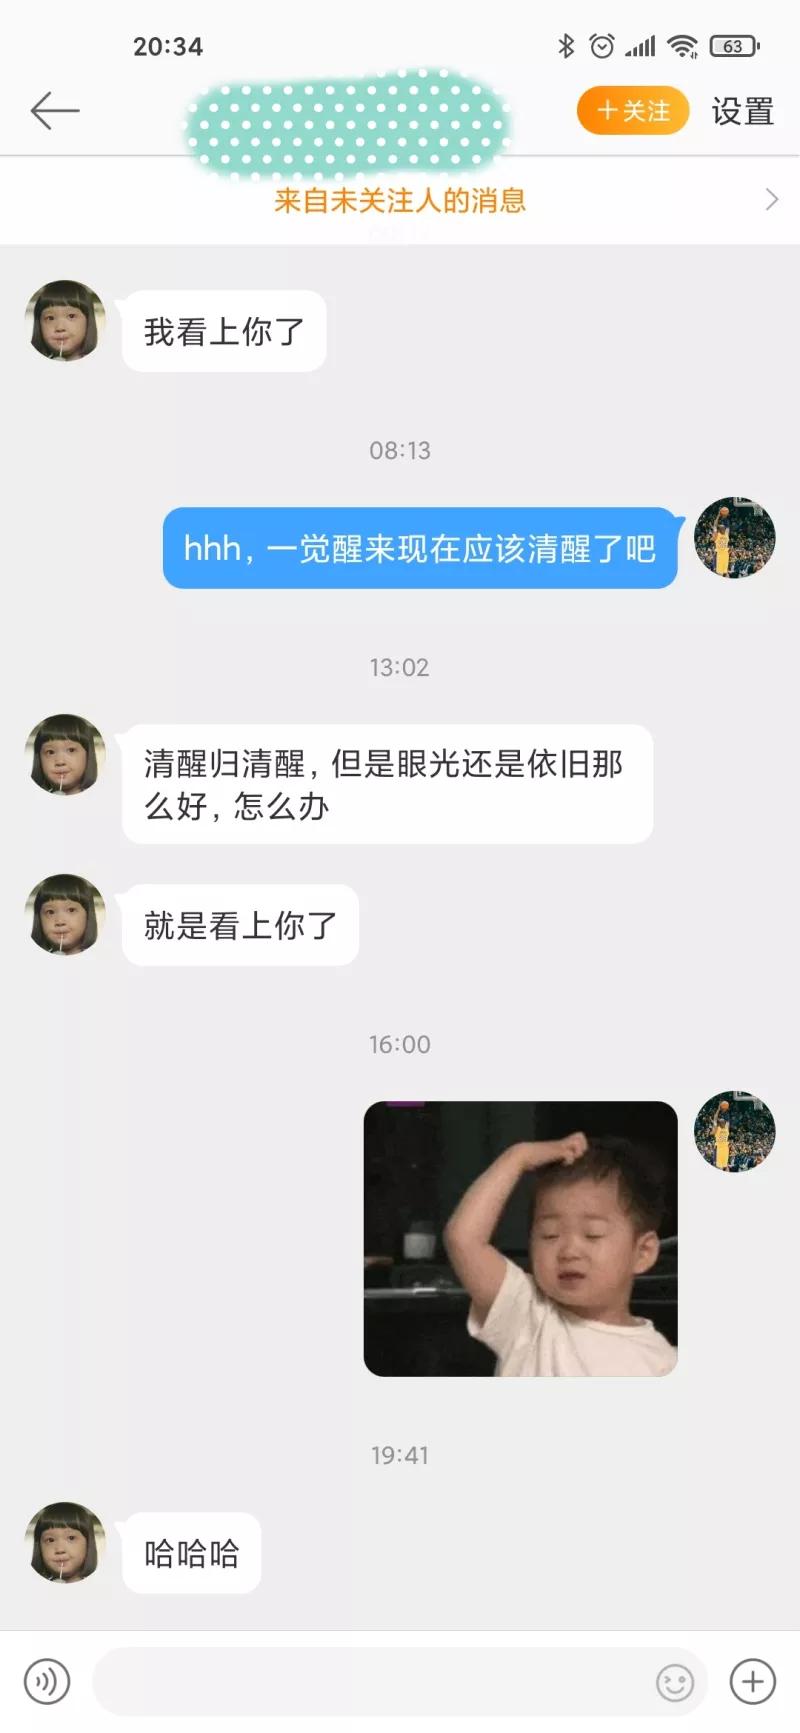 20:34
63
+关注
设置
来自未关注人的消息
我看上你了
08:13
hhh，一觉醒来现在应该清醒了吧
13:02
清醒归清醒，但是眼光还是依旧那
么好，怎么办
就是看上你了
16:00
19:41
哈哈哈